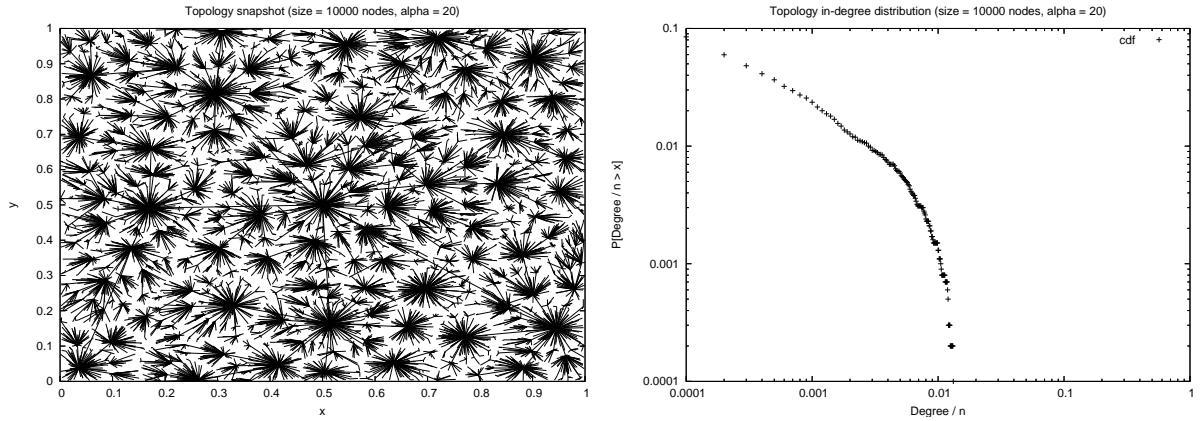 Topology snapshot (size = 10000 nodes, alpha = 20)
1
0.9
0.8
0.7
0.6
0.5
0.4
0.3
0.2
0.1
0
y
0 0.1 0.2 0.3 0.4 0.5 0.6 0.7 0.8 0.9 1
x
Topology in-degree distribution (size = 10000 nodes, alpha = 20)
cdf
0.1
0.01
0.001
0.0001
P[Degree / n > x]
0.0001 0.001 0.01 0.1 1
Degree / n